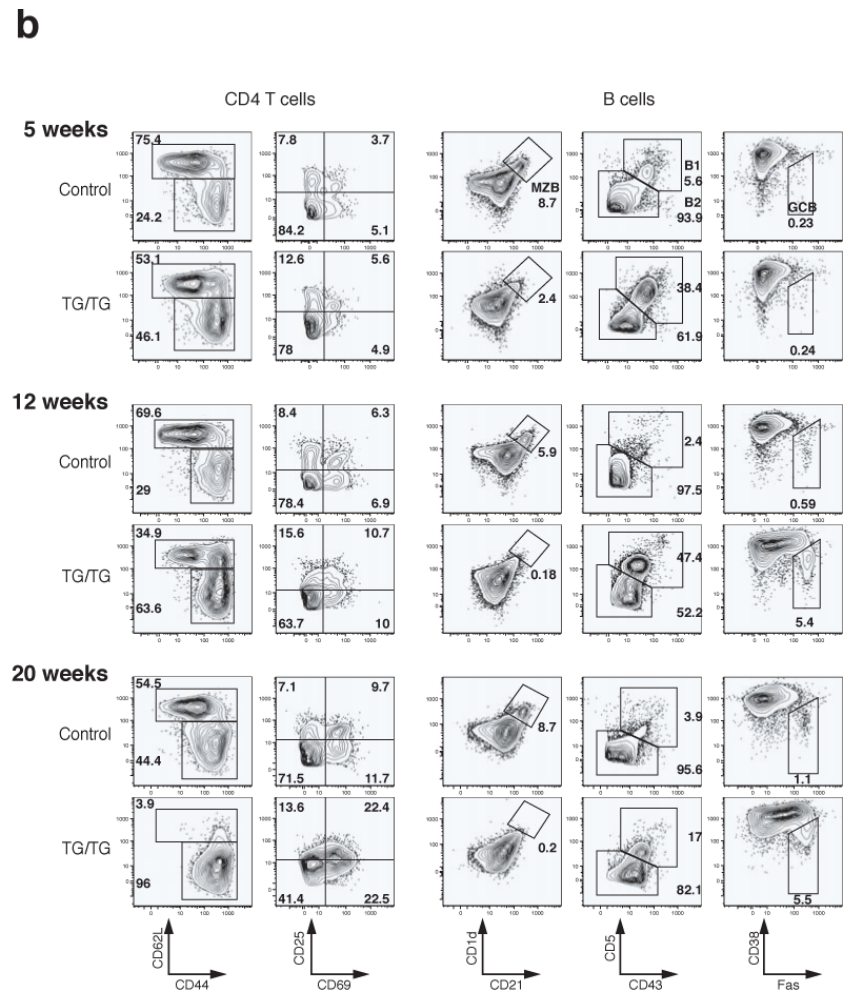 b
CD4 T cells
B cells
5 weeks
Control
75.4
24.2
7.8
3.7
84.2
5.1
MZB
8.7
B1
5.6
B2
93.9
GCB
0.23
TG/TG
53.1
46.1
12.6
5.6
78
4.9
2.4
38.4
61.9
0.24
12 weeks
Control
69.6
29
8.4
6.3
78.4
6.9
5.9
2.4
97.5
0.59
TG/TG
34.9
63.6
15.6
10.7
63.7
10
0.18
47.4
52.2
5.4
20 weeks
Control
54.5
44.4
7.1
9.7
71.5
11.7
8.7
3.9
95.6
1.1
TG/TG
3.9
96
13.6
22.4
41.4
22.5
0.2
17
82.1
5.5
CD62L
CD44
CD25
CD69
CD1d
CD21
CD5
CD43
CD38
Fas